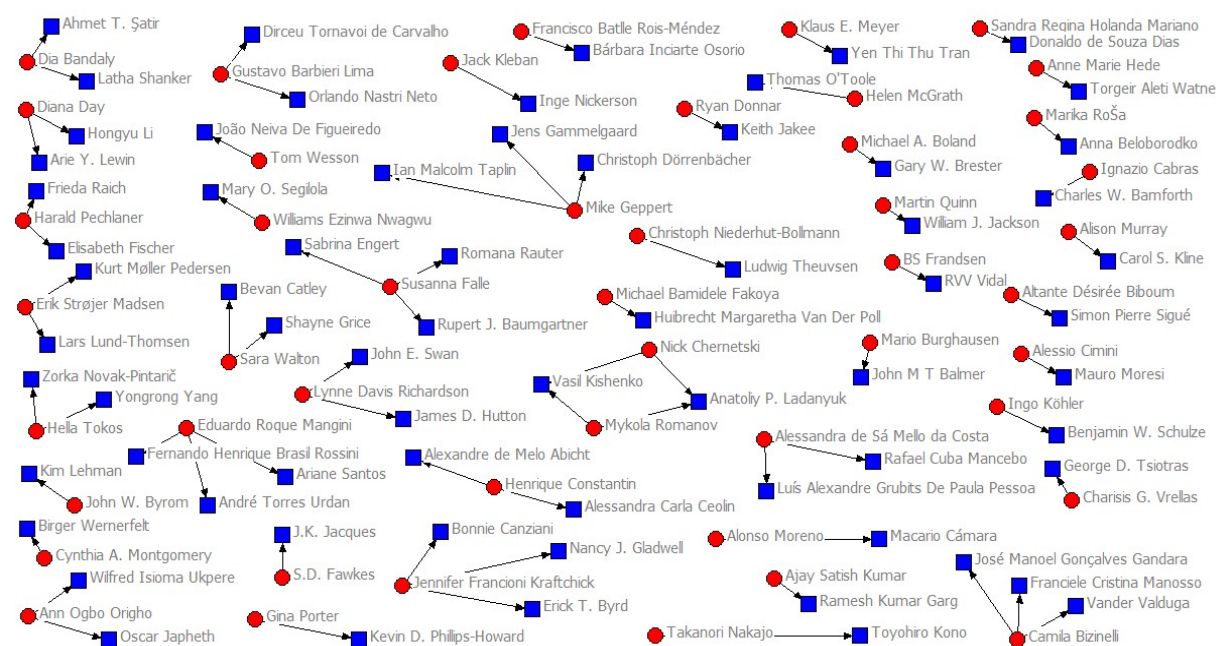 Ahmet T. Şatir
Dia Bandaly
Latha Shanker
Diana Day
Hongyu Li
Arie Y. Lewin
Frieda Raich
Harald Pechlaner
Elisabeth Fischer
Kurt Møller Pedersen
Erik Strøjer Madsen
Lars Lund-Thomsen
Zorka Novak-Pintarič
Yongrong Yang
Hella Tokos
Kim Lehman
John W. Byrom
Birger Wernerfelt
Cynthia A. Montgomery
Wilfred Isioma Ukpere
Ann Ogbo Origho
Oscar Japheth
Dirceu Tornavoi de Carvalho
Gustavo Barbieri Lima
Orlando Nastri Neto
João Neiva De Figueiredo
Tom Wesson
Mary O. Segilola
Williams Ezinwa Nwagwu
Sabrina Engert
Romana Rauter
Susanna Falle
Rupert J. Baumgartner
Bevan Catley
Shayne Grice
Sara Walton
John E. Swan
Lynne Davis Richardson
James D. Hutton
Eduardo Roque Mangini
Fernando Henrique Brasil Rossini
Ariane Santos
André Torres Urdan
Alexandre de Melo Abicht
Henrique Constantin
Alessandra Carla Ceolin
J.K. Jacques
S.D. Fawkes
Bonnie Canziani
Nancy J. Gladwell
Jennifer Francioni Kraftchick
Erick T. Byrd
Gina Porter
Kevin D. Phillps-Howard
Francisco Batlle Rois-Méndez
Bárbara Inciarte Osorio
Jack Kleban
Inge Nickerson
Jens Gammelgaard
Ian Malcolm Taplin
Christoph Dörrenbächer
Mike Geppert
Christoph Niederhut-Bollmann
Ludwig Theuvsen
Michael Bamidele Fakoya
Huibrecht Margaretha Van Der Poll
Nick Chernetski
Vasil Kishenko
Anatoly P. Ladanyuk
Mykola Romanov
Klaus E. Meyer
Yen Thi Thu Tran
Thomas O'Toole
Helen McGrath
Ryan Donnar
Keith Jakee
Michael A. Boland
Gary W. Brester
Martin Quinn
William J. Jackson
BS Frandsen
RVV Vidal
Mario Burghausen
John M T Balmer
Alessandra de Sá Mello da Costa
Rafael Cuba Mancebo
Luís Alexandre Grubits De Paula Pessoa
Alonso Moreno
Macario Cámara
Ajay Satish Kumar
Ramesh Kumar Garg
Takanori Nakajo
Toyohiro Kono
Sandra Regina Holanda Mariano
Donaldo de Souza Dias
Anne Marie Hede
Torgeir Aleti Watne
Marika RoŠa
Anna Beloborodko
Ignazio Cabras
Charles W. Bamforth
Alison Murray
Carol S. Kline
Altante Désirée Biboum
Simon Pierre Sigué
Alessio Cimini
Mauro Moresi
Ingo Köhler
Benjamin W. Schulze
George D. Tsiotras
Charisis G. Vrellas
José Manoel Gonçalves Gandara
Franciele Cristina Manosso
Vander Valduga
Camila Bizinelli